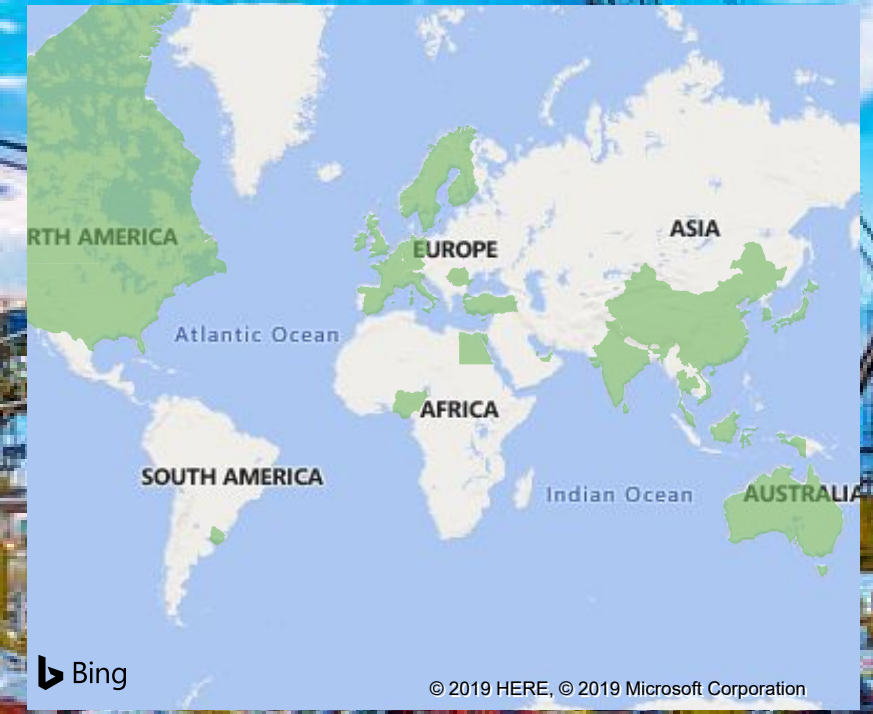 RTH AMERICA
EUROPE
ASIA
Atlantic Ocean
AFRICA
SOUTH AMERICA
Indian Ocean
AUSTRALIA
Bing
© 2019 HERE, © 2019 Microsoft Corporation